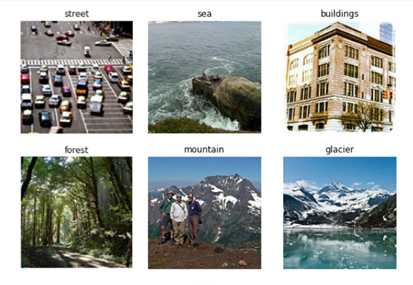 street
sea
buildings
forest
mountain
glacier